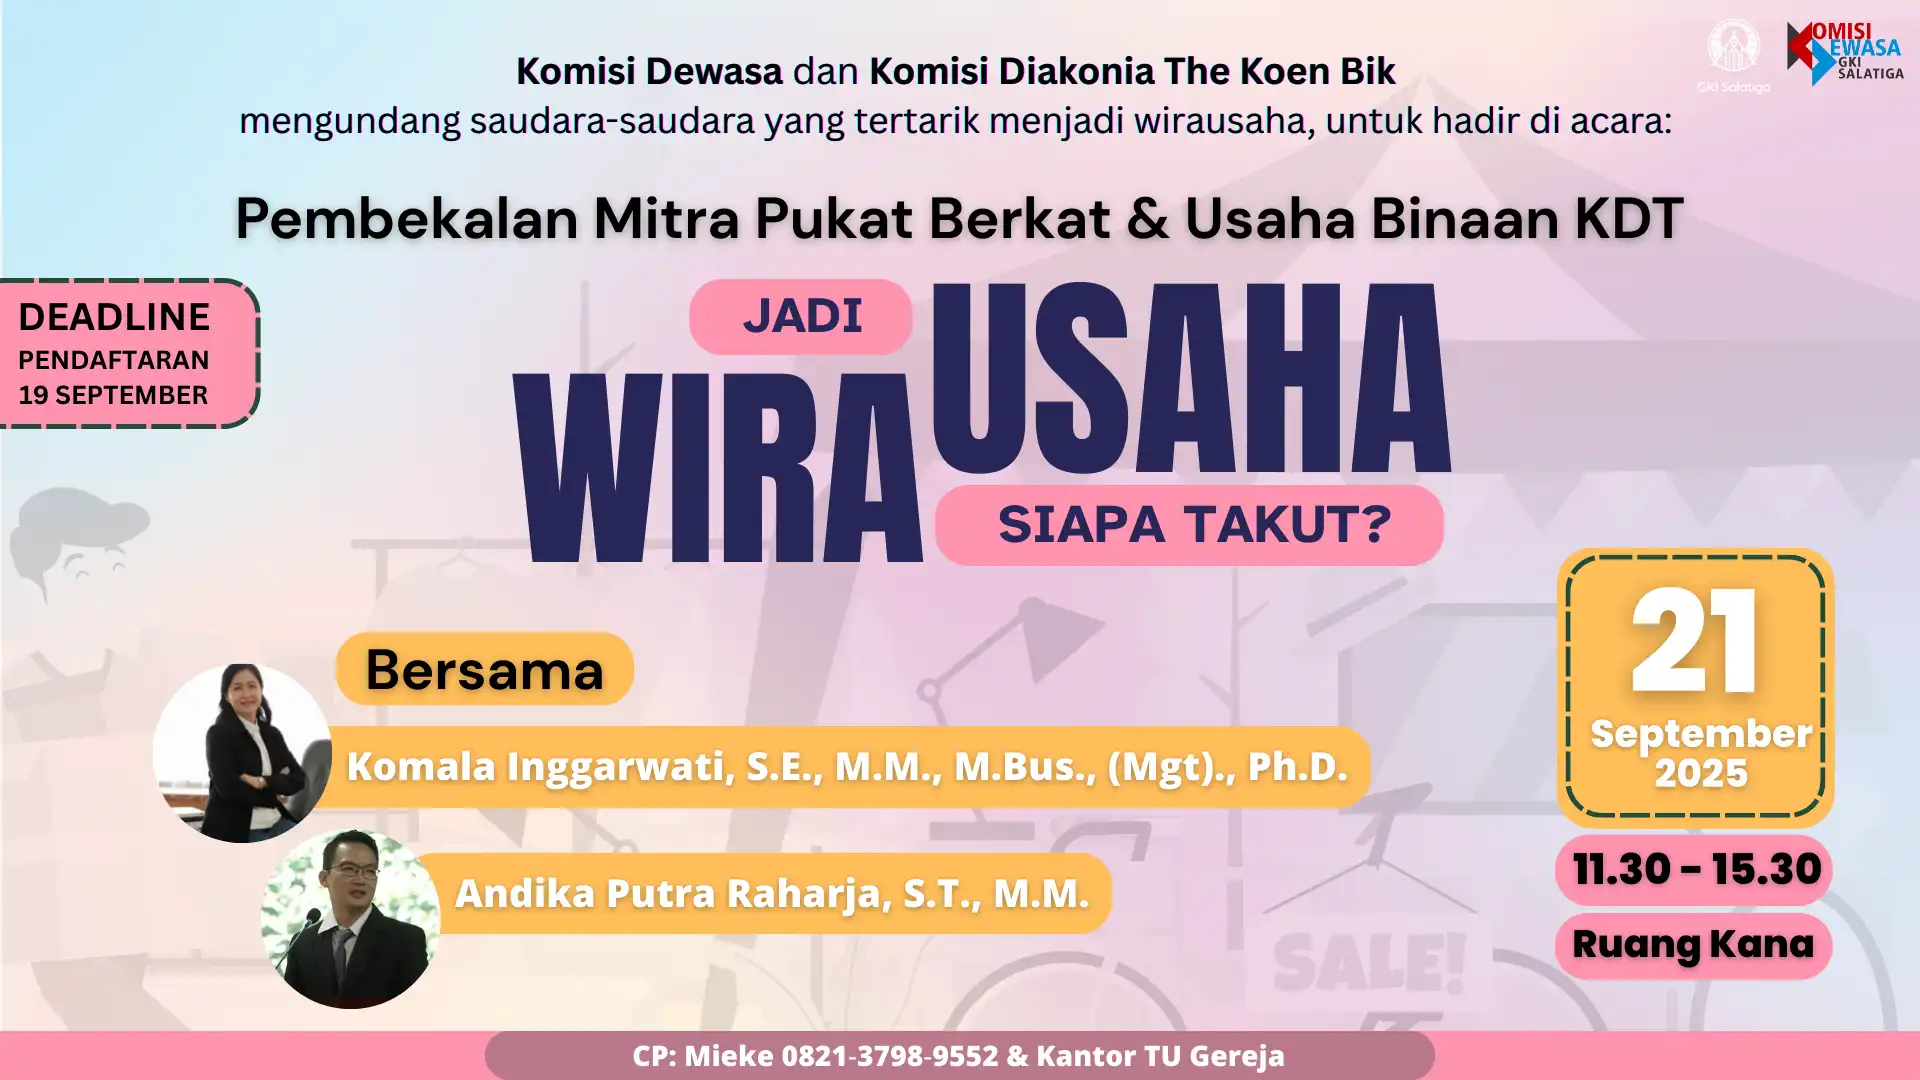 GKI Salatiga
KOMISI
DEWASA
GKI
SALATIGA
Komisi Dewasa dan Komisi Diakonia The Koen Bik
mengundang saudara-saudara yang tertarik menjadi wirausaha, untuk hadir di acara:
Pembekalan Mitra Pukat Berkat & Usaha Binaan KDT
DEADLINE
PENDAFTARAN
19 SEPTEMBER
JADI
WIRAUSAHA
SIAPA TAKUT?
Bersama
Komala Inggarwati, S.E., M.M., M.Bus., (Mgt)., Ph.D.
Andika Putra Raharja, S.T., M.M.
21
September
2025
11.30 - 15.30
Ruang Kana
SALE!
CP: Mieke 0821-3798-9552 & Kantor TU Gereja